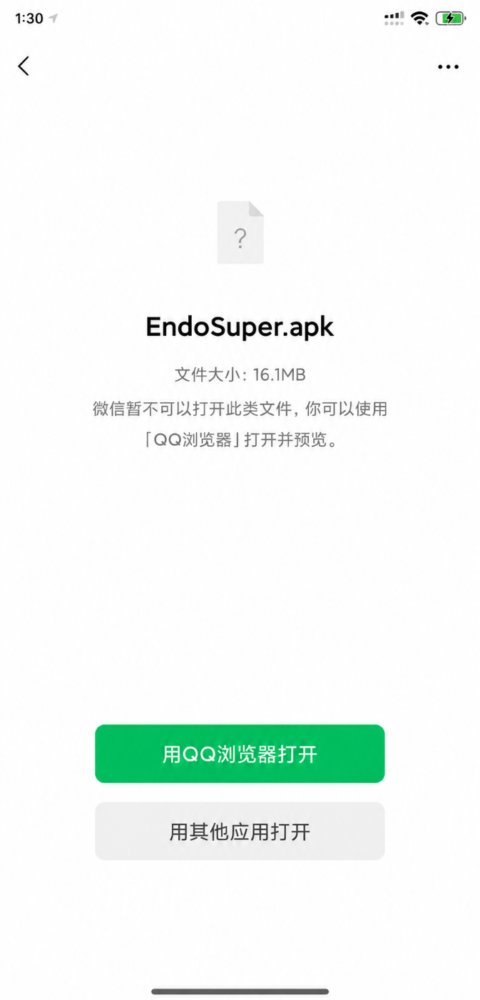 1:30
?
EndoSuper.apk
文件大小: 16.1MB
微信暂不可以打开此类文件, 你可以使用
「QQ浏览器」打开并预览。
用QQ浏览器打开
用其他应用打开